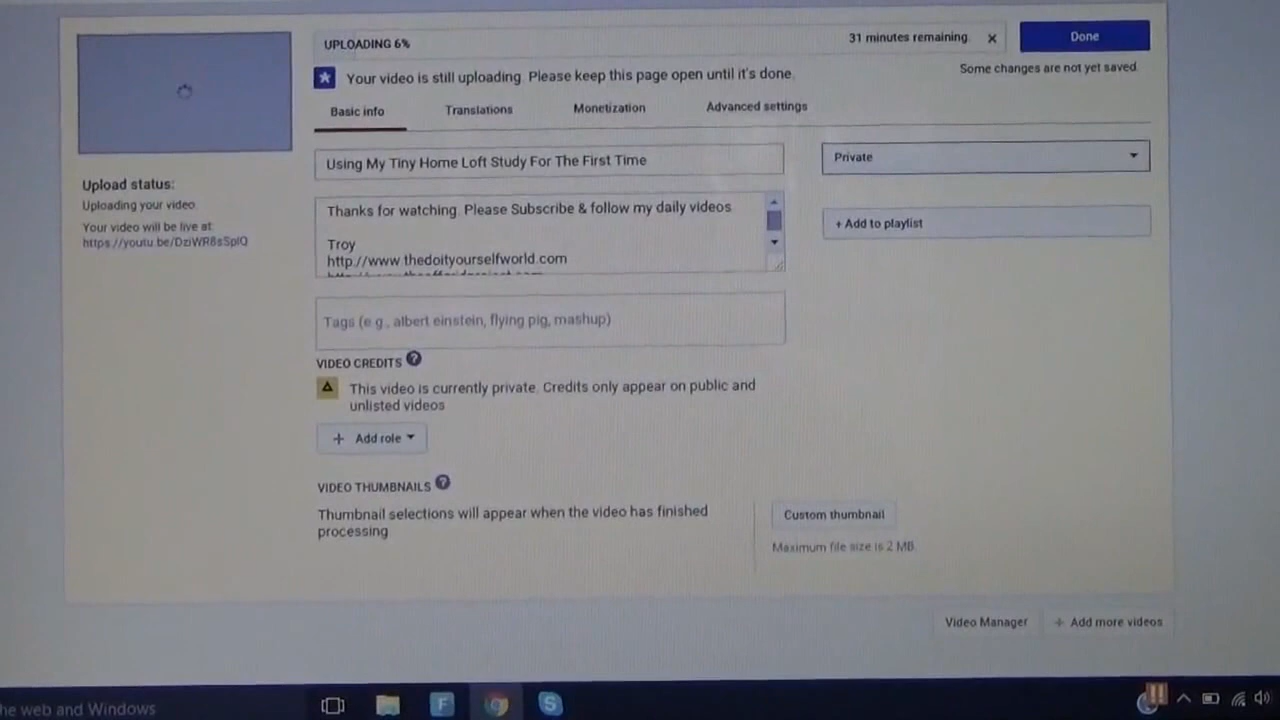 UPLOADING 6%
31 minutes remaining
Done
Your video is still uploading. Please keep this page open until it's done.
Some changes are not yet saved.
Basic info
Translations
Monetization
Advanced settings
Using My Tiny Home Loft Study For The First Time
Private
Upload status:
Uploading your video.
Your video will be live at:
https://youtu.be/DziWR8sSpIQ
Thanks for watching. Please Subscribe & follow my daily videos
Troy
http://www.thedoityourselfworld.com
+ Add to playlist
Tags (e.g., albert einstein, flying pig, mashup)
VIDEO CREDITS ?
This video is currently private. Credits only appear on public and
unlisted videos
+ Add role
VIDEO THUMBNAILS ?
Thumbnail selections will appear when the video has finished
processing
Custom thumbnail
Maximum file size is 2 MB.
Video Manager
+ Add more videos
he web and Windows
F
S